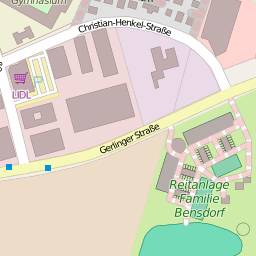 Gymnasium
Christian-Henkel-Straße
LIDL
Gerlinger Straße
Reitanlage
Familie
Bensdorf